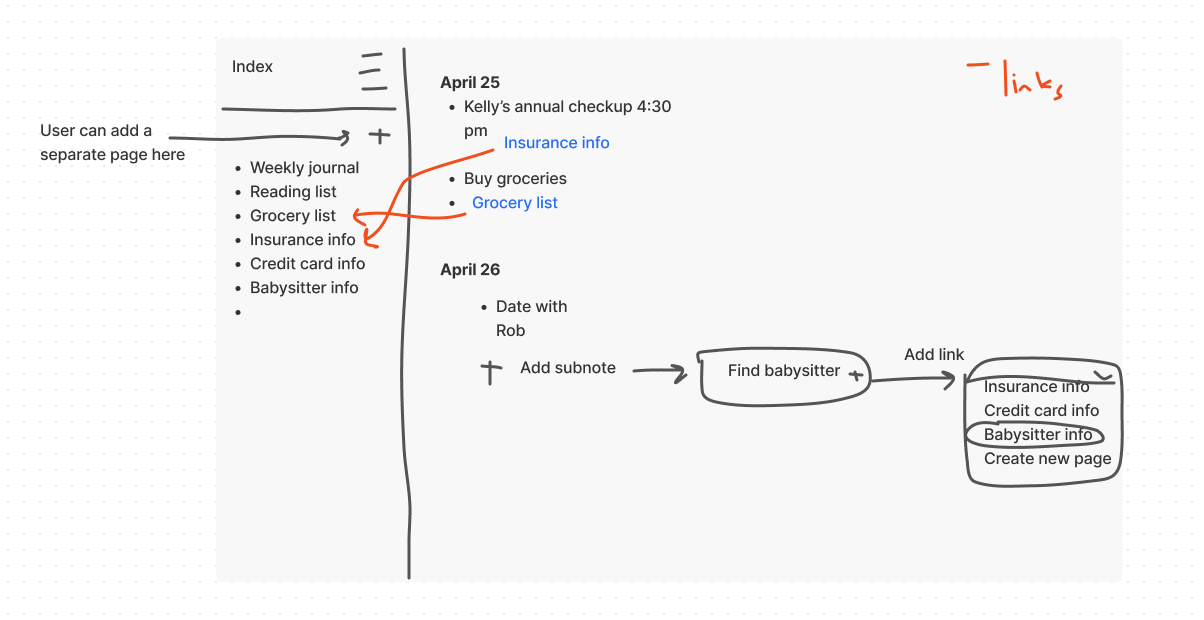 Index
User can add a
separate page here
Weekly journal
Reading list
Grocery list
Insurance info
Credit card info
Babysitter info
April 25
Kelly’s annual checkup 4:30
pm
Insurance info
Buy groceries
Grocery list
April 26
Date with
Rob
Add subnote
Find babysitter
Add link
Insurance info
Credit card info
Babysitter info
Create new page
links